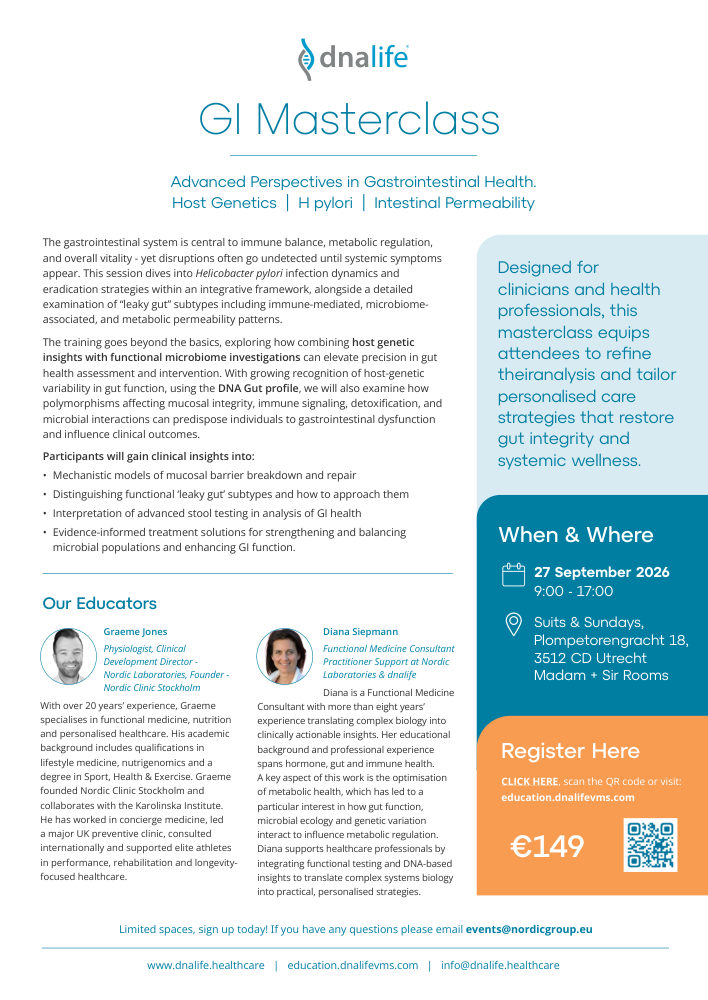 dnalife
GI Masterclass
Advanced Perspectives in Gastrointestinal Health.
Host Genetics | H pylori | Intestinal Permeability
The gastrointestinal system is central to immune balance, metabolic regulation,
and overall vitality - yet disruptions often go undetected until systemic symptoms
appear. This session dives into Helicobacter pylori infection dynamics and
eradication strategies within an integrative framework, alongside a detailed
examination of “leaky gut” subtypes including immune-mediated, microbiome-
associated, and metabolic permeability patterns.
The training goes beyond the basics, exploring how combining host genetic
insights with functional microbiome investigations can elevate precision in gut
health assessment and intervention. With growing recognition of host-genetic
variability in gut function, using the DNA Gut profile, we will also examine how
polymorphisms affecting mucosal integrity, immune signaling, detoxification, and
microbial interactions can predispose individuals to gastrointestinal dysfunction
and influence clinical outcomes.
Participants will gain clinical insights into:
• Mechanistic models of mucosal barrier breakdown and repair
• Distinguishing functional ‘leaky gut’ subtypes and how to approach them
• Interpretation of advanced stool testing in analysis of GI health
• Evidence-informed treatment solutions for strengthening and balancing
microbial populations and enhancing GI function.
Our Educators
Graeme Jones
Physiologist, Clinical
Development Director -
Nordic Laboratories, Founder -
Nordic Clinic Stockholm
With over 20 years’ experience, Graeme
specialises in functional medicine, nutrition
and personalised healthcare. His academic
background includes qualifications in
lifestyle medicine, nutrigenomics and a
degree in Sport, Health & Exercise. Graeme
founded Nordic Clinic Stockholm and
collaborates with the Karolinska Institute.
He has worked in concierge medicine, led
a major UK preventive clinic, consulted
internationally and supported elite athletes
in performance, rehabilitation and longevity-
focused healthcare.
Diana Siepmann
Functional Medicine Consultant
Practitioner Support at Nordic
Laboratories & dnalife
Diana is a Functional Medicine
Consultant with more than eight years’
experience translating complex biology into
clinically actionable insights. Her educational
background and professional experience
spans hormone, gut and immune health.
A key aspect of this work is the optimisation
of metabolic health, which has led to a
particular interest in how gut function,
microbial ecology and genetic variation
interact to influence metabolic regulation.
Diana supports healthcare professionals by
integrating functional testing and DNA-based
insights to translate complex systems biology
into practical, personalised strategies.
Designed for
clinicians and health
professionals, this
masterclass equips
attendees to refine
theiranalysis and tailor
personalised care
strategies that restore
gut integrity and
systemic wellness.
When & Where
27 September 2026
9:00 - 17:00
Suits & Sundays,
Plompetorengracht 18,
3512 CD Utrecht
Madam + Sir Rooms
Register Here
CLICK HERE, scan the QR code or visit:
education.dnalifevms.com
€149
Limited spaces, sign up today! If you have any questions please email events@nordicgroup.eu
www.dnalife.healthcare | education.dnalifevms.com | info@dnalife.healthcare